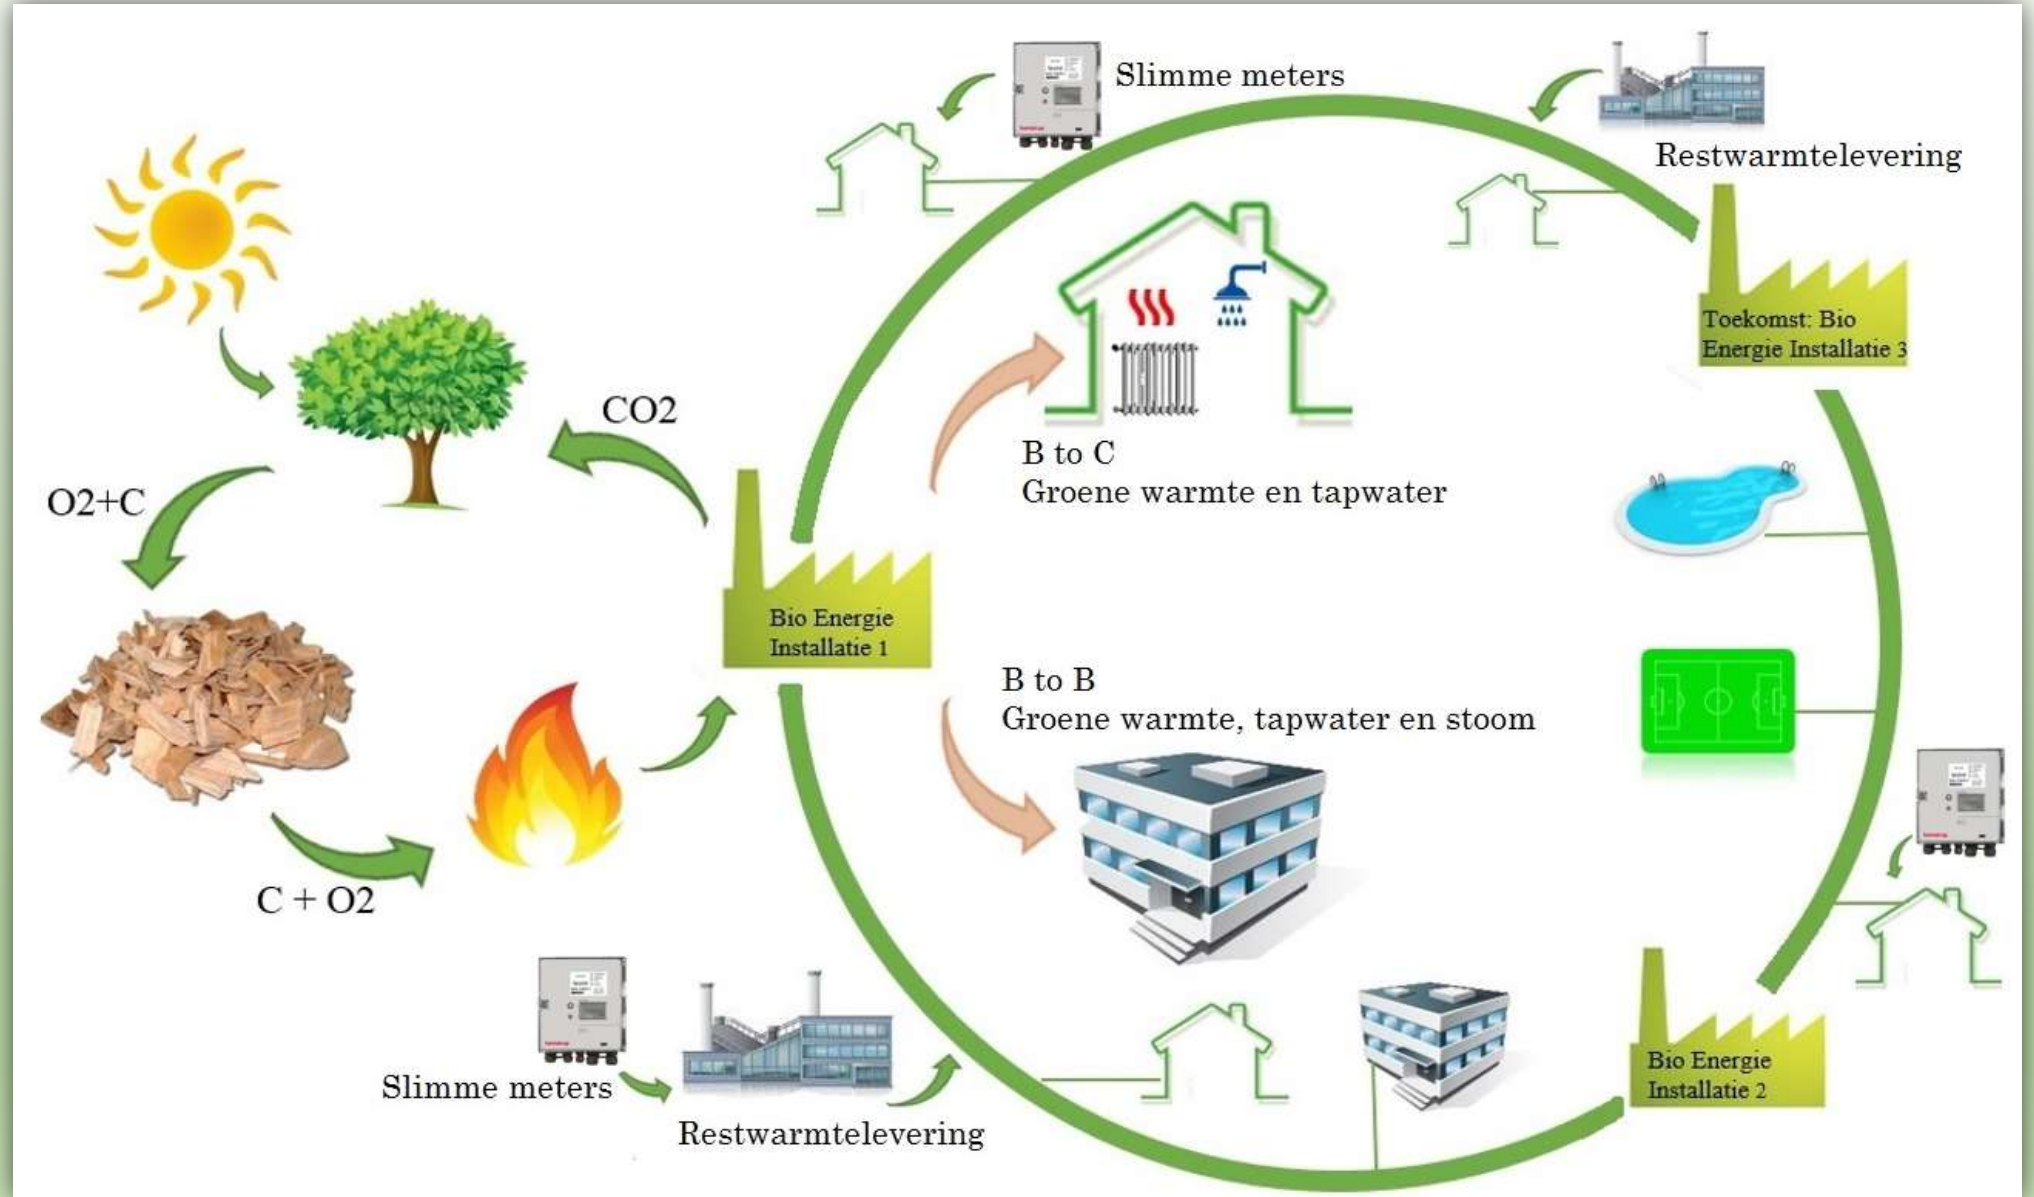 Slimme meters
Restwarmtelevering
Toekomst: Bio
Energie Installatie 3
CO2
O2+C
B to C
Groene warmte en tapwater
Bio Energie
Installatie 1
B to B
Groene warmte, tapwater en stoom
C + O2
Slimme meters
Restwarmtelevering
Bio Energie
Installatie 2